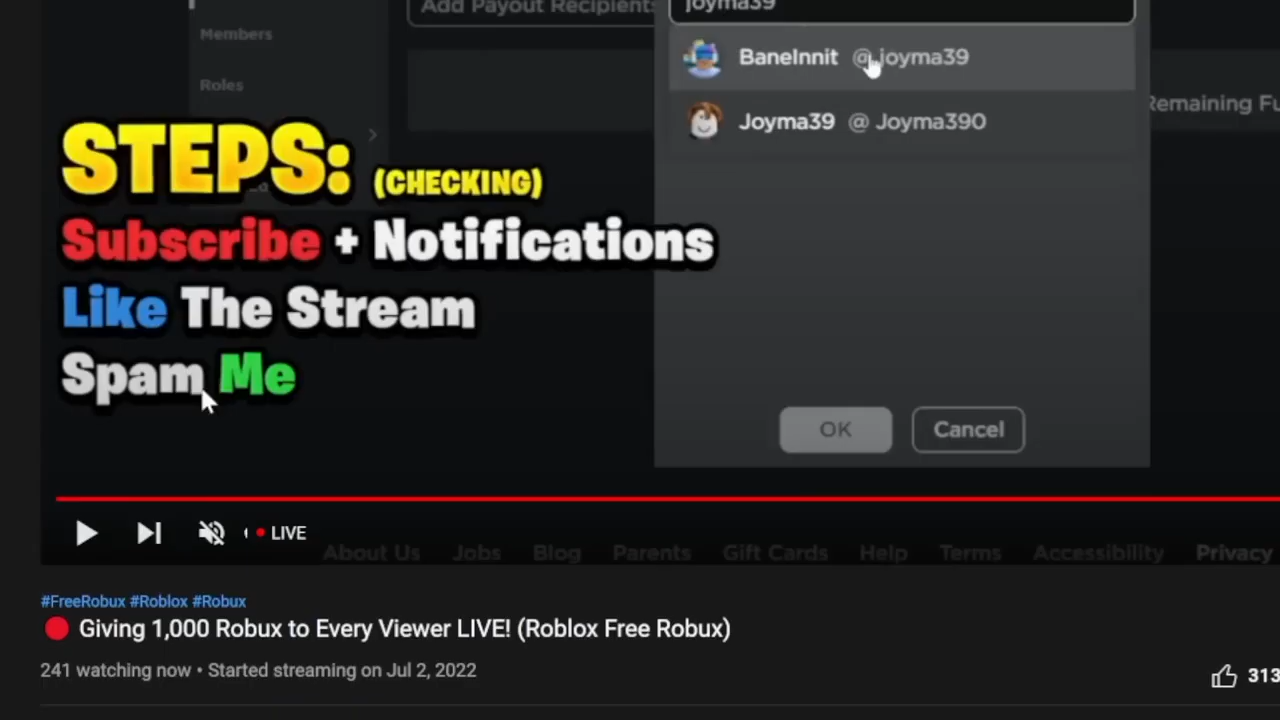 Add Payout Recipients
joyma39
Members
BaneInnit @joyma39
Roles
Remaining Fu
Joyma39 @ Joyma390
STEPS: (CHECKING)
Subscribe + Notifications
Like The Stream
Spam Me
OK Cancel
LIVE
About Us Jobs Blog Parents Gift Cards Help Terms Accessibility Privacy
#FreeRobux #Roblox #Robux
Giving 1,000 Robux to Every Viewer LIVE! (Roblox Free Robux)
241 watching now • Started streaming on Jul 2, 2022
313